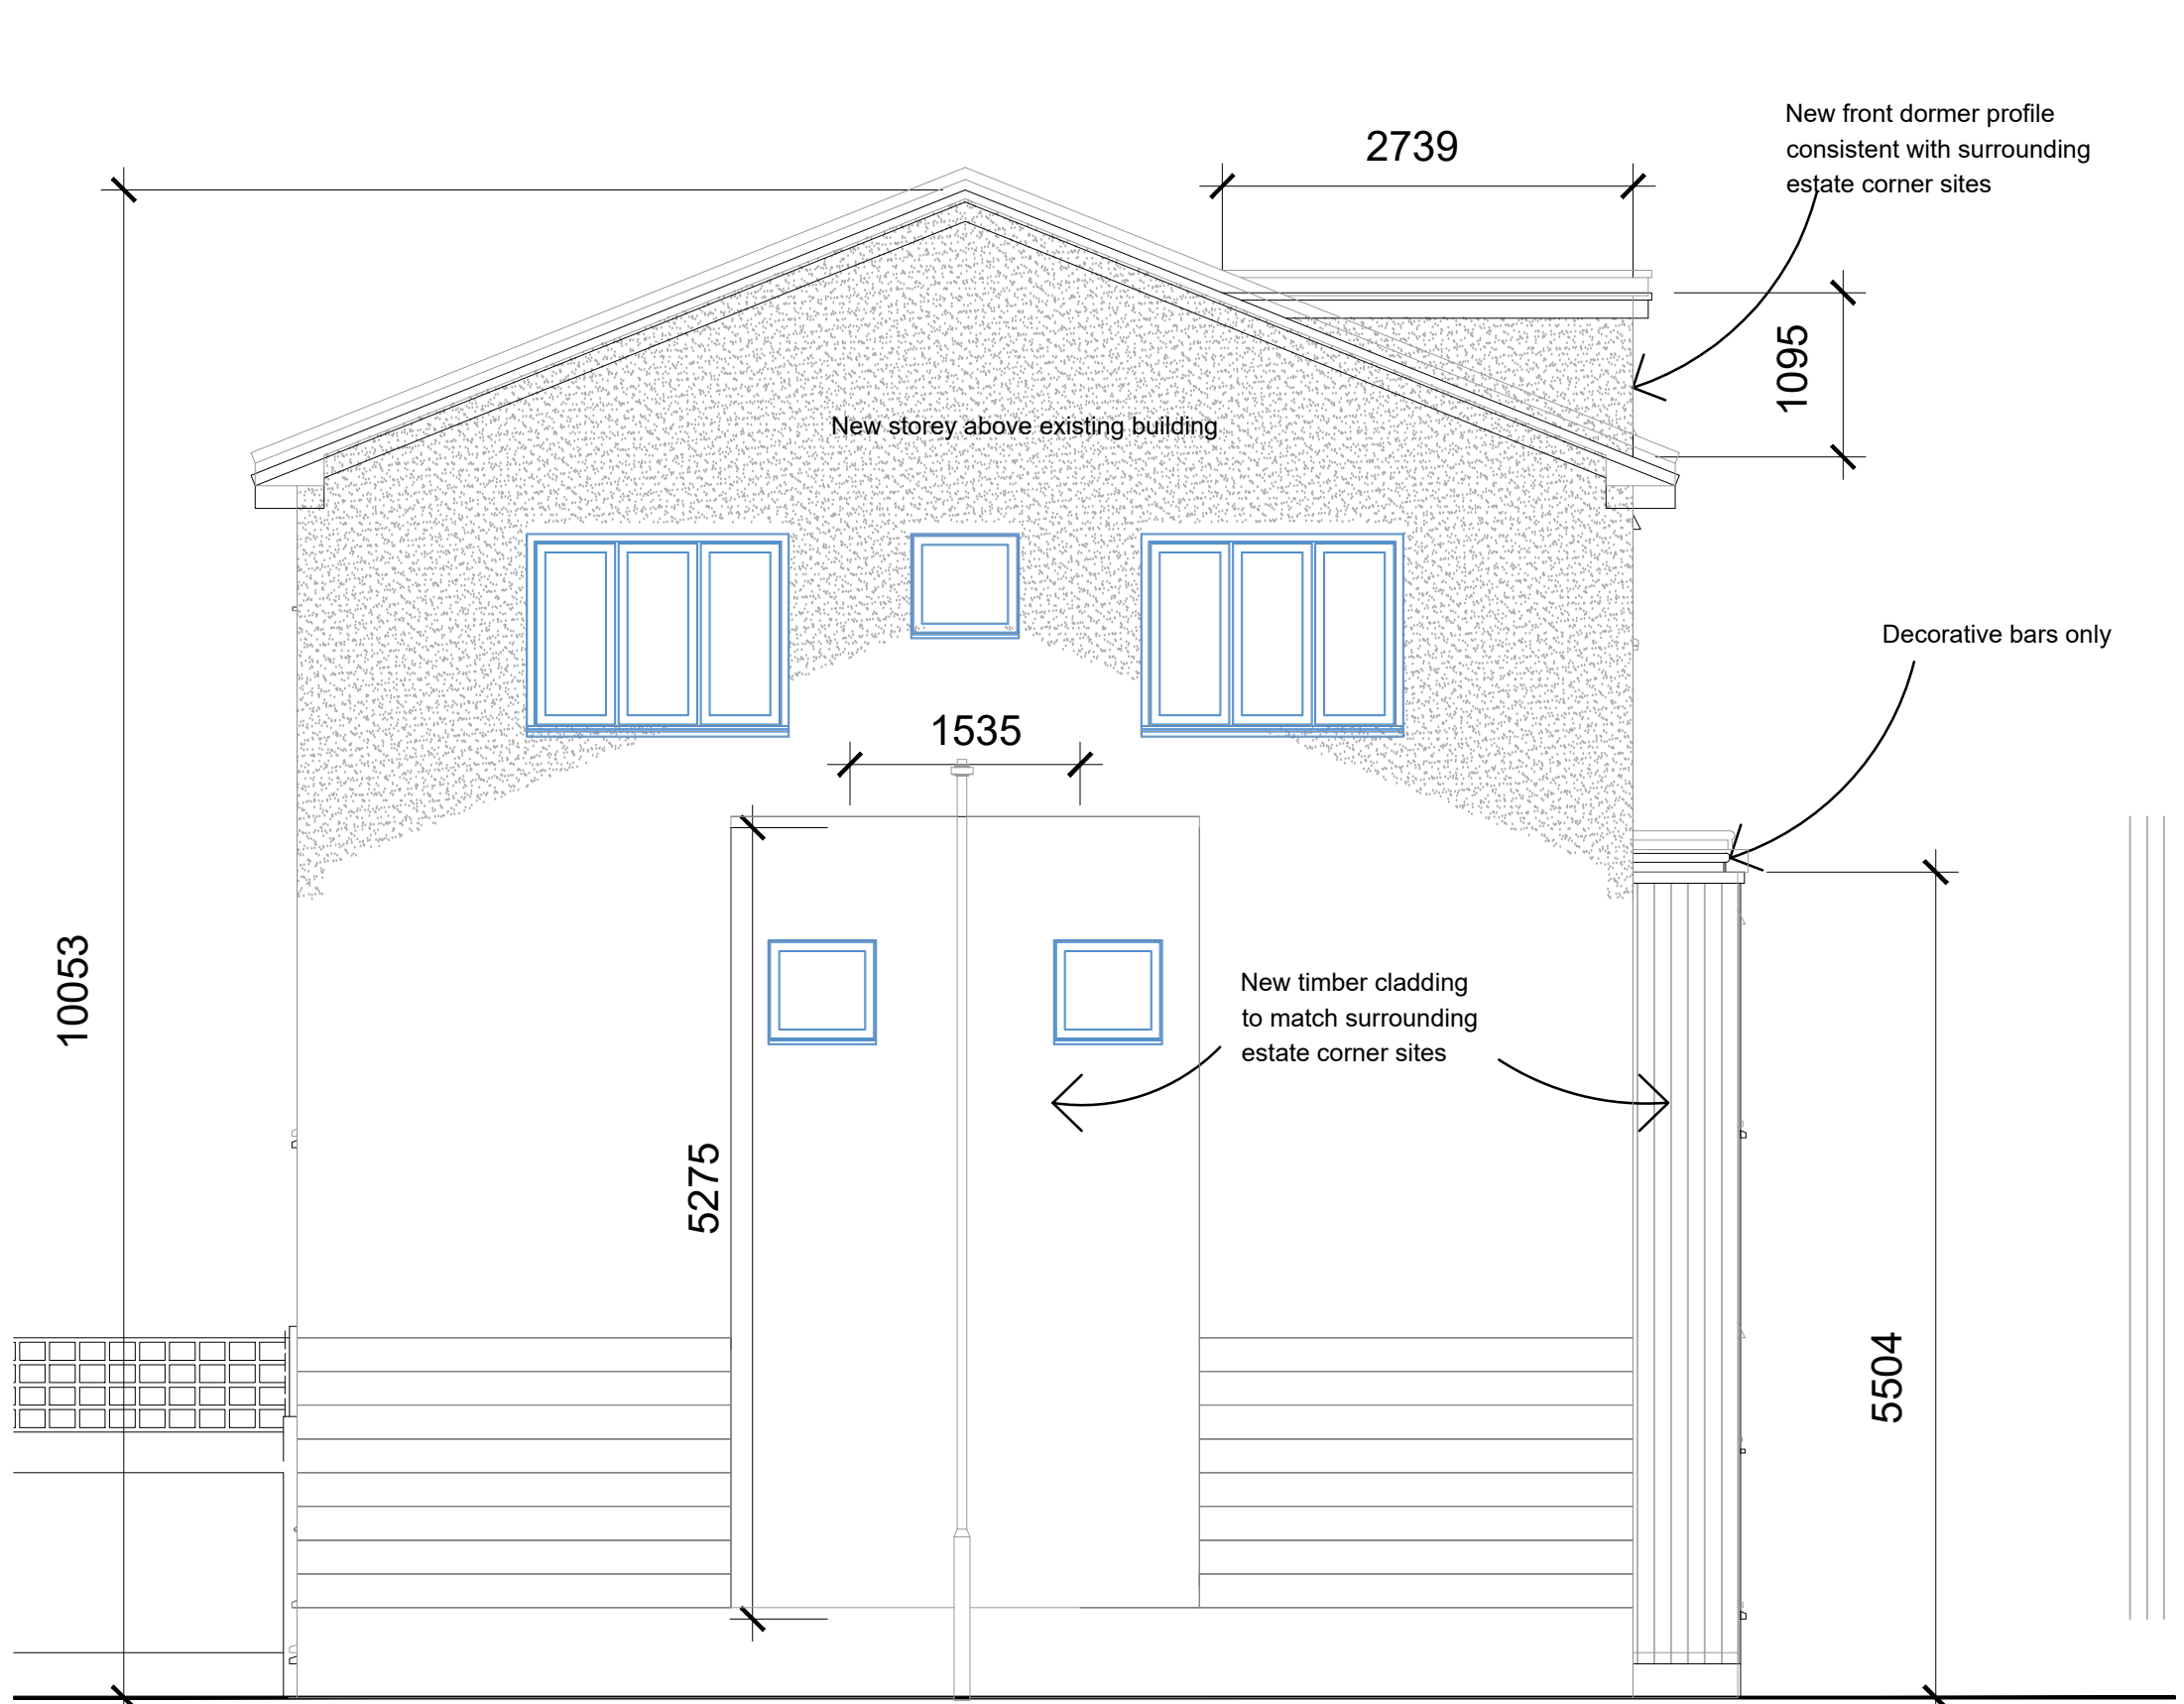 New front dormer profile
consistent with surrounding
estate corner sites
2739
1095
New storey above existing building
Decorative bars only
1535
10053
New timber cladding
to match surrounding
estate corner sites
5275
5504